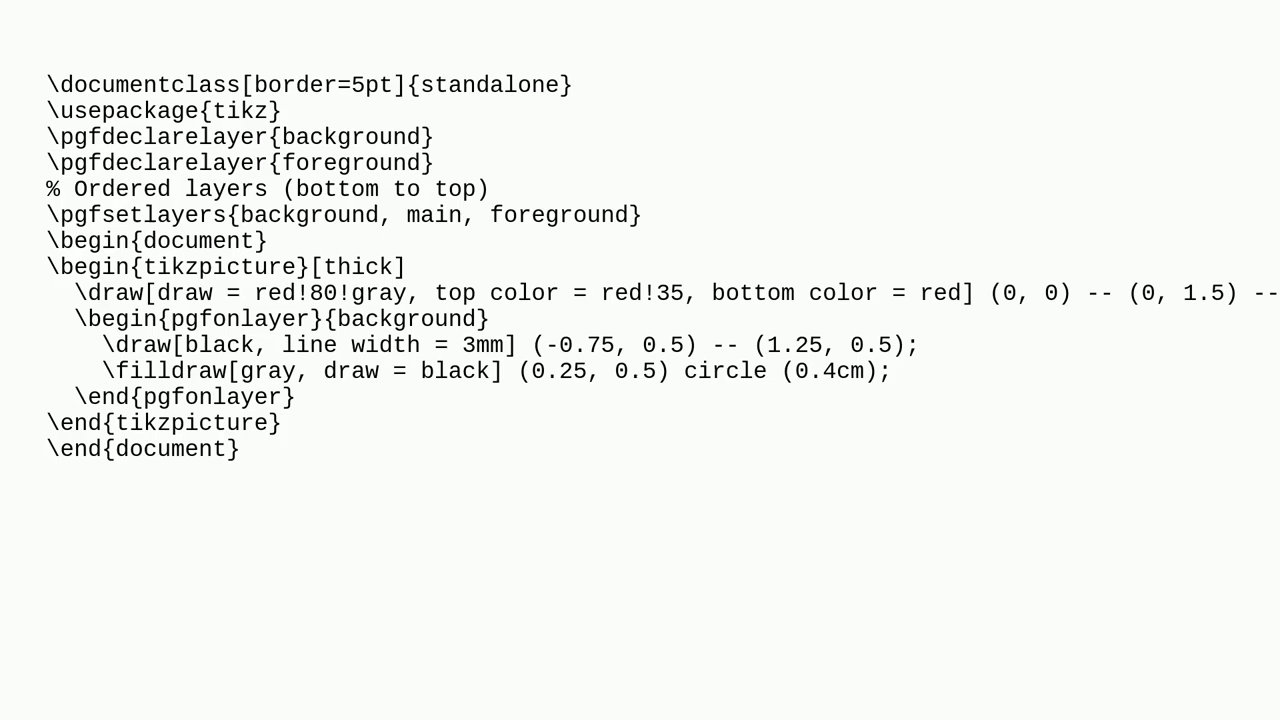 \documentclass[border=5pt]{standalone}
\usepackage{tikz}
\pgfdeclarelayer{background}
\pgfdeclarelayer{foreground}
% Ordered layers (bottom to top)
\pgfsetlayers{background, main, foreground}
\begin{document}
\begin{tikzpicture}[thick]
  \draw[draw = red!80!gray, top color = red!35, bottom color = red] (0, 0) -- (0, 1.5) --
  \begin{pgfonlayer}{background}
    \draw[black, line width = 3mm] (-0.75, 0.5) -- (1.25, 0.5);
    \filldraw[gray, draw = black] (0.25, 0.5) circle (0.4cm);
  \end{pgfonlayer}
\end{tikzpicture}
\end{document}